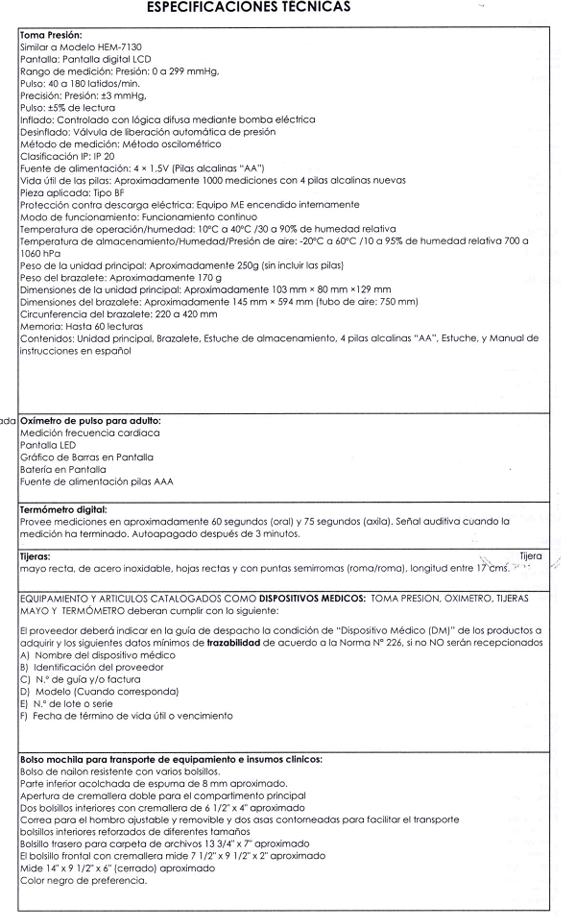 ESPECIFICACIONES TÉCNICAS
Toma Presión:
Similar a Modelo HEM-7130
Pantalla: Pantalla digital LCD
Rango de medición: Presión: 0 a 299 mmHg,
Pulso: 40 a 180 latidos/min.
Precisión: Presión: ±3 mmHg,
Pulso: ±5% de lectura
Inflado: Controlado con lógica difusa mediante bomba eléctrica
Desinflado: Válvula de liberación automática de presión
Método de medición: Método oscilométrico
Clasificación IP: IP 20
Fuente de alimentación: 4 × 1,5V (Pilas alcalinas “AA”)
Vida útil de las pilas: Aproximadamente 1000 mediciones con 4 pilas alcalinas nuevas
Pieza aplicada: Tipo BF
Protección contra descarga eléctrica: Equipo ME encendido internamente
Modo de funcionamiento: Funcionamiento continuo
Temperatura de operación/humedad: 10°C a 40°C /30 a 90% de humedad relativa
Temperatura de almacenamiento/Humedad/Presión de aire: -20°C a 60°C /10 a 95% de humedad relativa 700 a
1060 hPa
Peso de la unidad principal: Aproximadamente 250g (sin incluir las pilas)
Peso del brazalete: Aproximadamente 170 g
Dimensiones de la unidad principal: Aproximadamente 103 mm × 80 mm ×129 mm
Dimensiones del brazalete: Aproximadamente 145 mm × 594 mm (tubo de aire: 750 mm)
Circunferencia del brazalete: 220 a 420 mm
Memoria: Hasta 60 lecturas
Contenidos: Unidad principal, Brazalete, Estuche de almacenamiento, 4 pilas alcalinas “AA”, Estuche, y Manual de
instrucciones en español
ada Oxímetro de pulso para adulto:
Medición frecuencia cardiaca
Pantalla LED
Gráfico de Barras en Pantalla
Batería en Pantalla
Fuente de alimentación pilas AAA
Termómetro digital:
Provee mediciones en aproximadamente 60 segundos (oral) y 75 segundos (axila). Señal auditiva cuando la
medición ha terminado. Autoapagado después de 3 minutos.
Tijeras: Tijera
mayo recta, de acero inoxidable, hojas rectas y con puntas semirromas (roma/roma), longitud entre 17 cms.
EQUIPAMIENTO Y ARTICULOS CATALOGADOS COMO DISPOSITIVOS MEDICOS: TOMA PRESION, OXIMETRO, TIJERAS
MAYO Y TERMÓMETRO deberan cumplir con lo siguiente:
El proveedor deberá indicar en la guía de despacho la condición de “Dispositivo Médico (DM)” de los productos a
adquirir y los siguientes datos mínimos de trazabilidad de acuerdo a la Norma N° 226, si no NO serán recepcionados
A) Nombre del dispositivo médico
B) Identificación del proveedor
C) N.º de guía y/o factura
D) Modelo (Cuando corresponda)
E) N.º de lote o serie
F) Fecha de término de vida útil o vencimiento
Bolso mochila para transporte de equipamiento e insumos clínicos:
Bolso de nailon resistente con varios bolsillos.
Parte inferior acolchada de espuma de 8 mm aproximado.
Apertura de cremallera doble para el compartimento principal
Dos bolsillos interiores con cremallera de 6 1/2" x 4" aproximado
Correa para el hombro ajustable y removible y dos asas contorneadas para facilitar el transporte
bolsillos interiores reforzados de diferentes tamaños
Bolsillo trasero para carpeta de archivos 13 3/4" x 7" aproximado
El bolsillo frontal con cremallera mide 7 1/2" x 9 1/2" x 2" aproximado
Mide 14" x 9 1/2" x 6" (cerrado) aproximado
Color negro de preferencia.